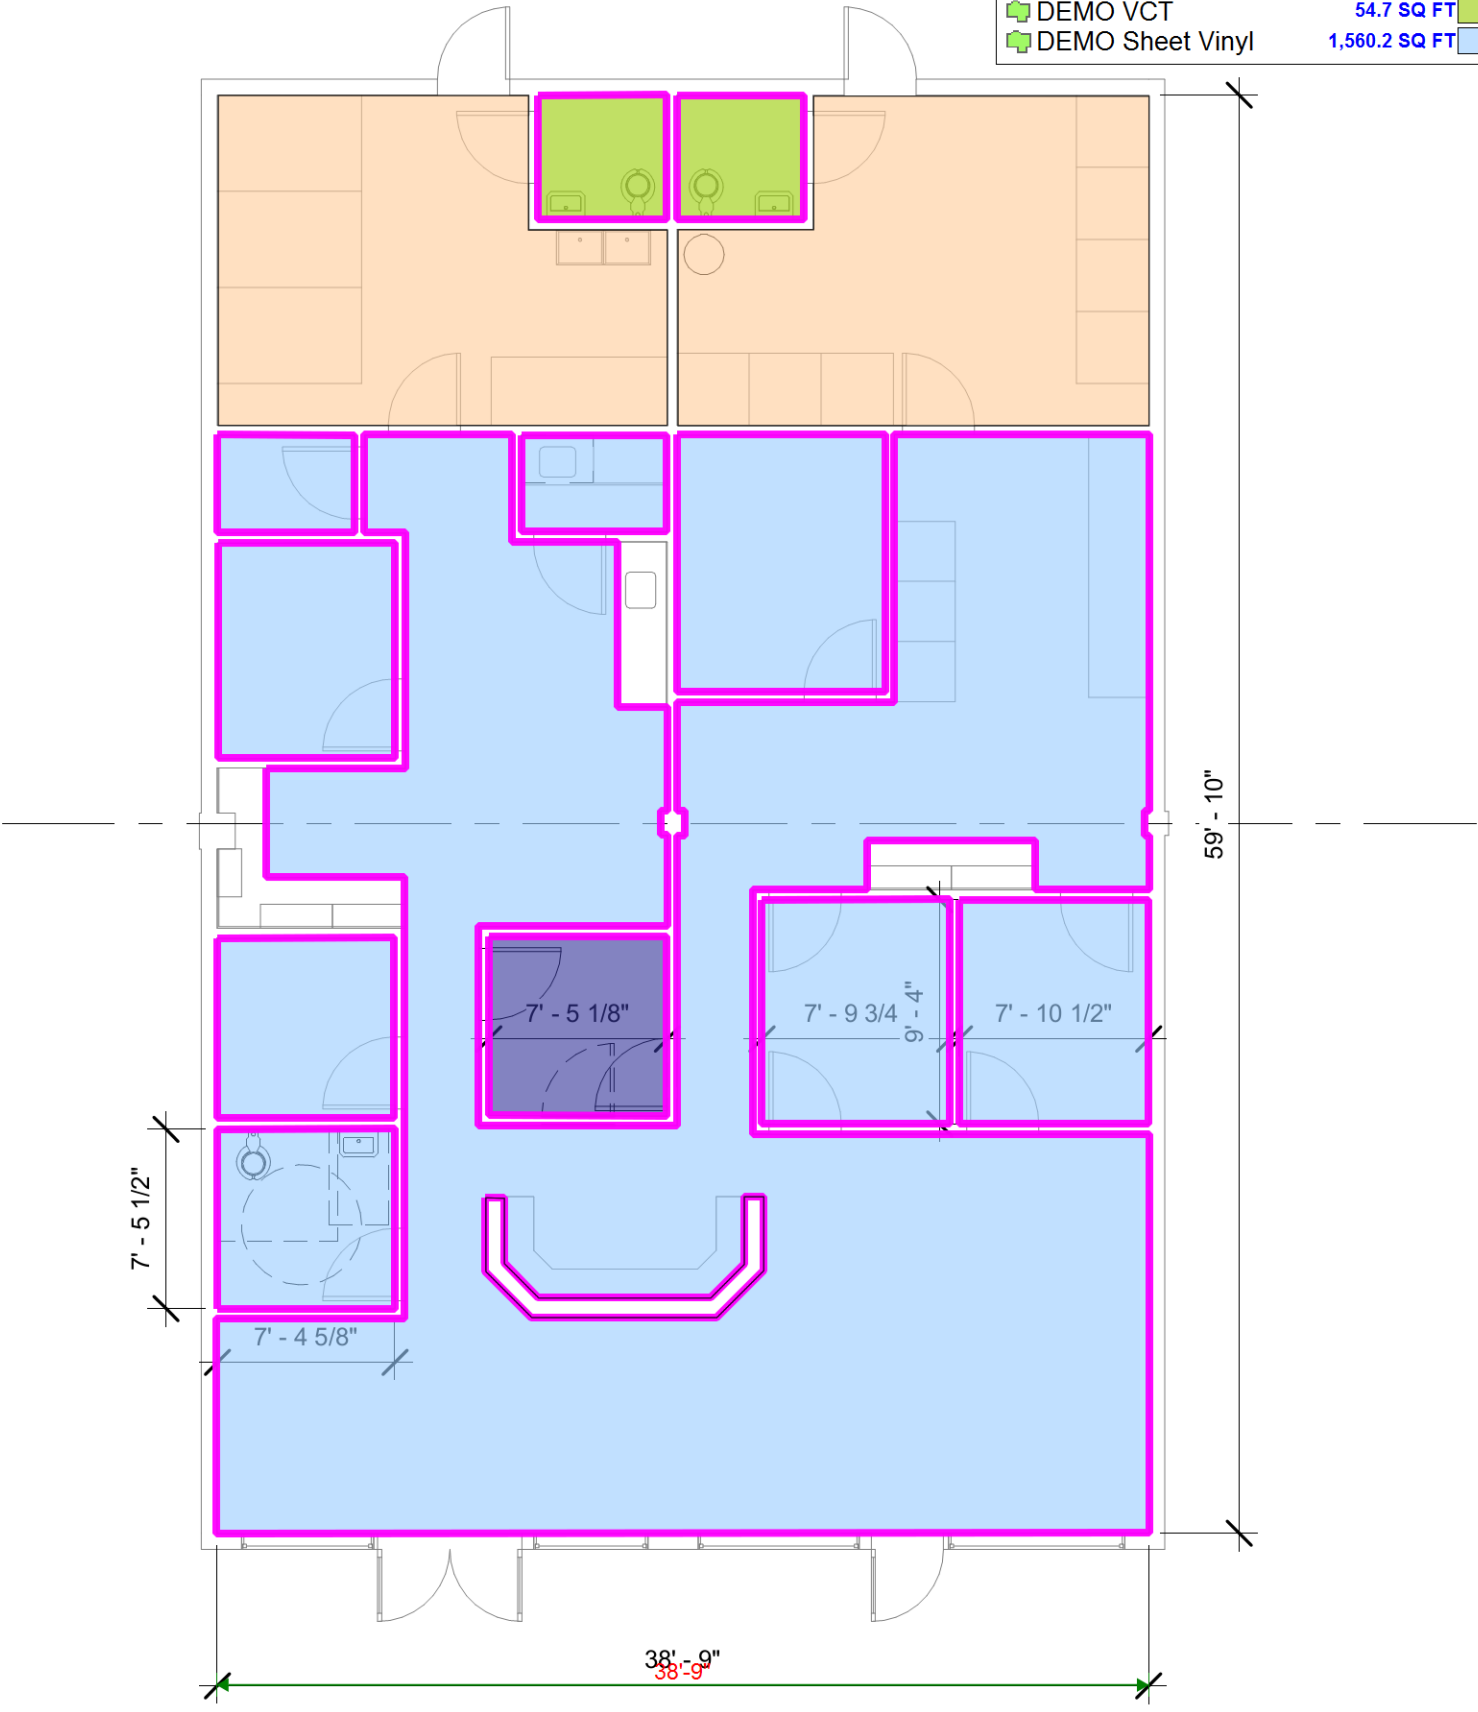 DEMO VCT 54.7 SQ FT
DEMO Sheet Vinyl 1,560.2 SQ FT
59' - 10"
7' - 5 1/8"
7' - 9 3/4
9' - 4"
7' - 10 1/2"
7' - 5 1/2"
7' - 4 5/8"
38' - 9"
38'-9"